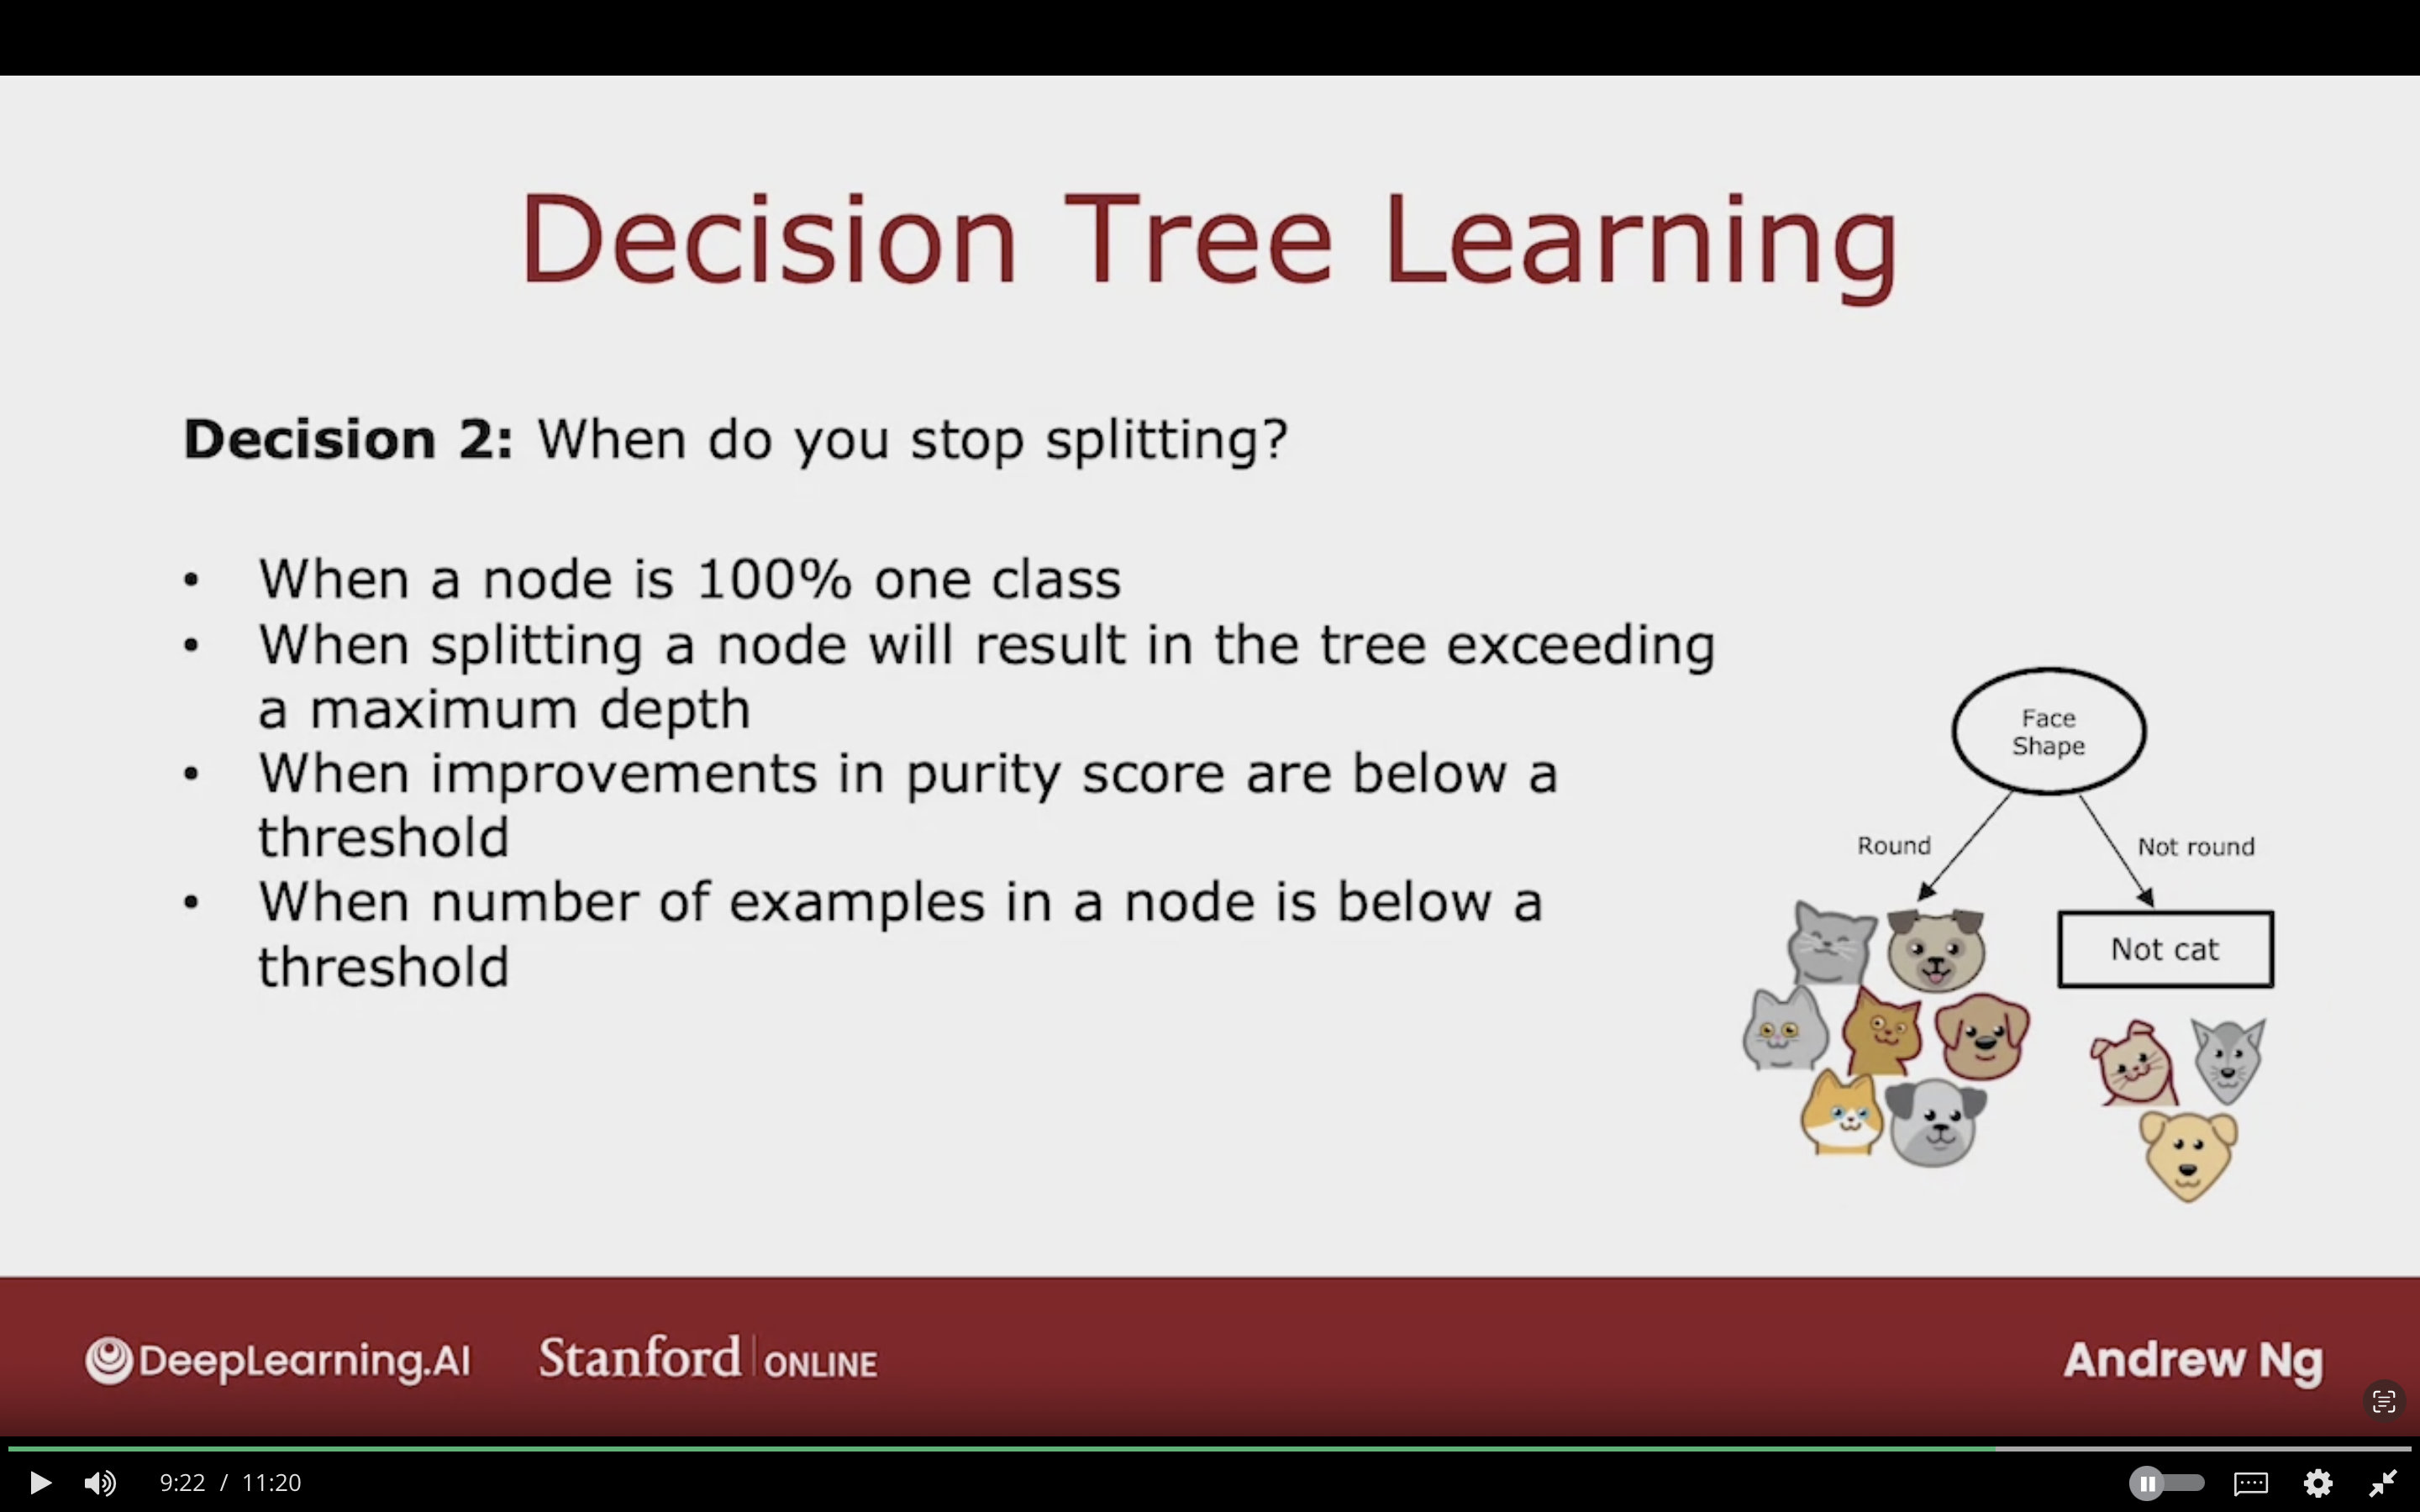 Decision Tree Learning
Decision 2: When do you stop splitting?
• When a node is 100% one class
• When splitting a node will result in the tree exceeding
a maximum depth
• When improvements in purity score are below a
threshold
• When number of examples in a node is below a
threshold
Face
Shape
Round
Not round
Not cat
DeepLearning.AI
Stanford ONLINE
Andrew Ng
9:22 / 11:20